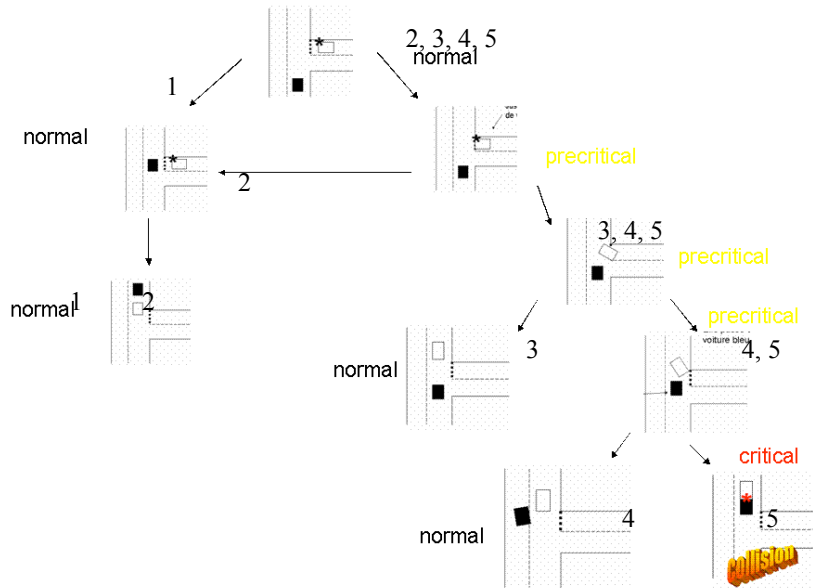 2, 3, 4, 5
normal
1
normal
de
precritical
2
3, 4, 5
precritical
normal
1
2
precritical
voiture bleu
3
4, 5
normal
critical
4
5
normal
collision